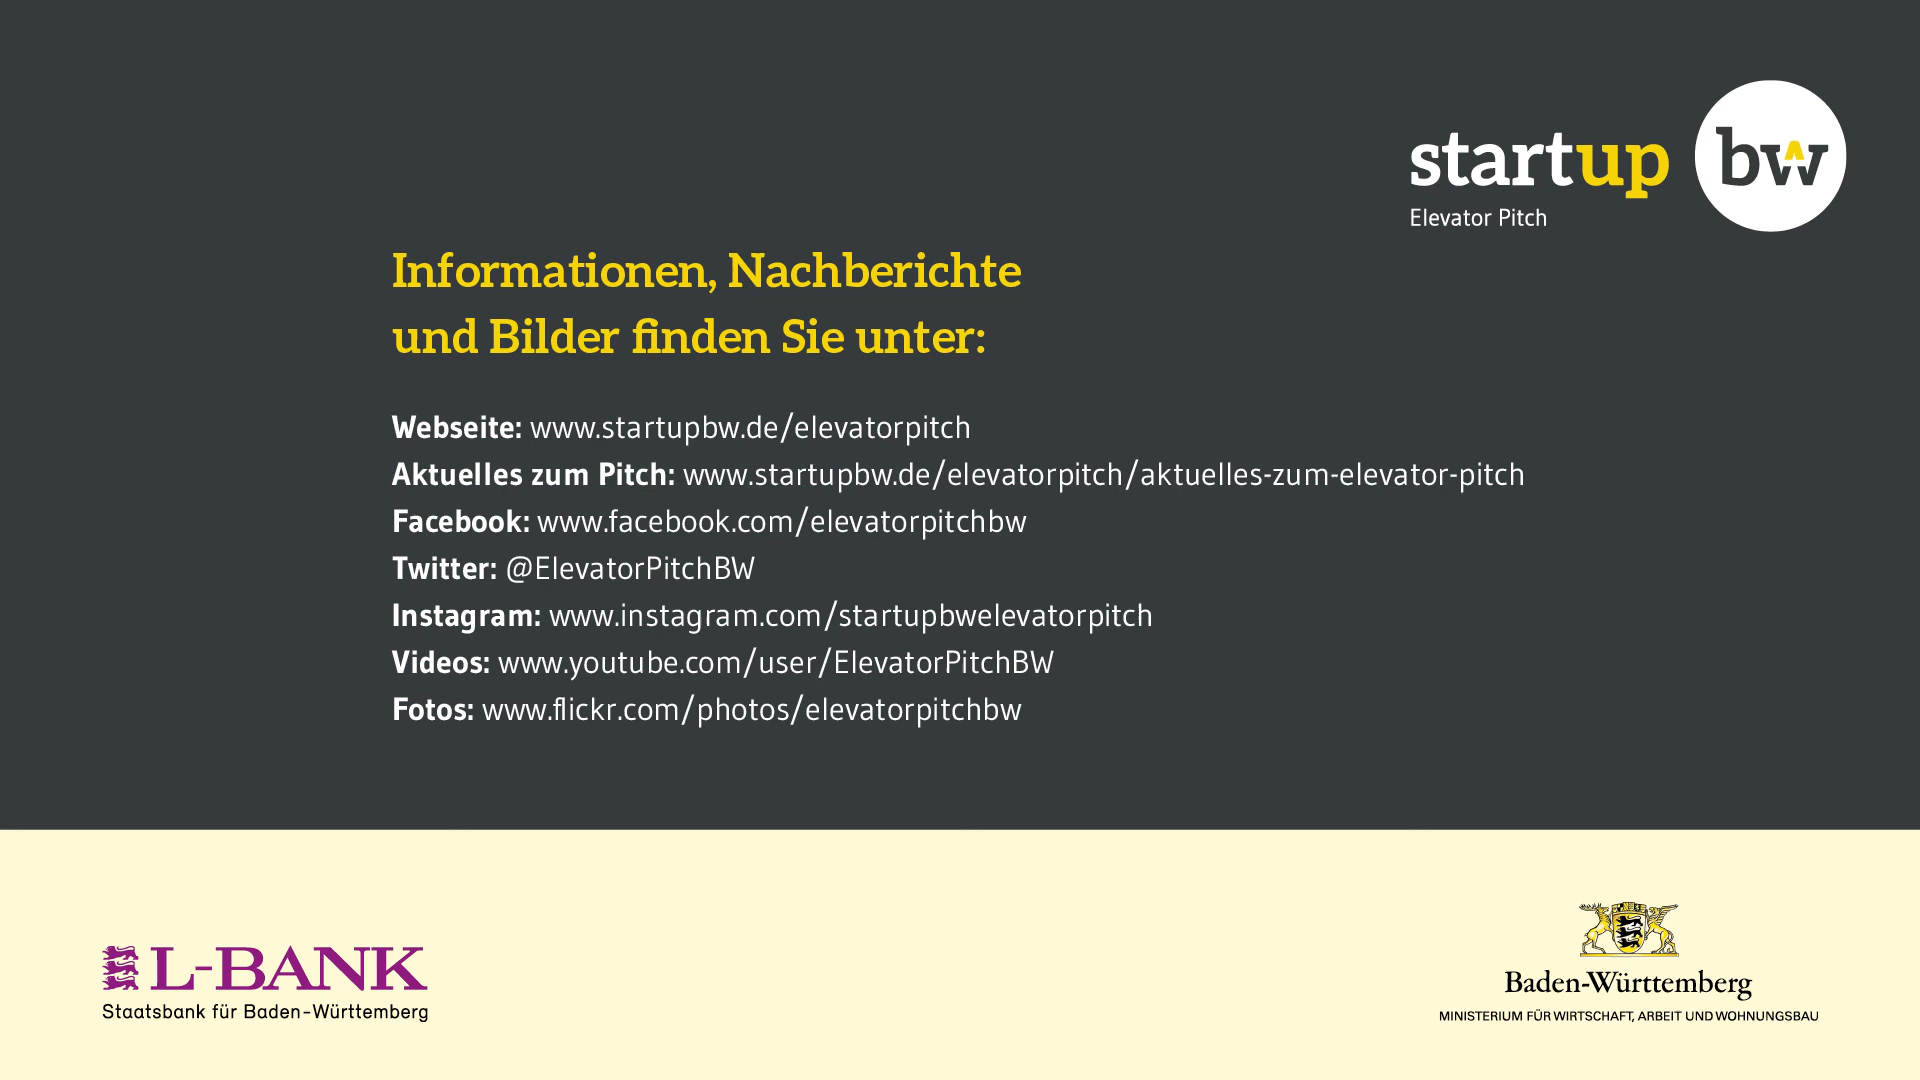 startup bw
Elevator Pitch
Informationen, Nachberichte
und Bilder finden Sie unter:
Webseite: www.startupbw.de/elevatorpitch
Aktuelles zum Pitch: www.startupbw.de/elevatorpitch/aktuelles-zum-elevator-pitch
Facebook: www.facebook.com/elevatorpitchbw
Twitter: @ElevatorPitchBW
Instagram: www.instagram.com/startupbwelevatorpitch
Videos: www.youtube.com/user/ElevatorPitchBW
Fotos: www.flickr.com/photos/elevatorpitchbw
L-BANK
Staatsbank für Baden-Württemberg
Baden-Württemberg
MINISTERIUM FÜR WIRTSCHAFT, ARBEIT UND WOHNUNGSBAU